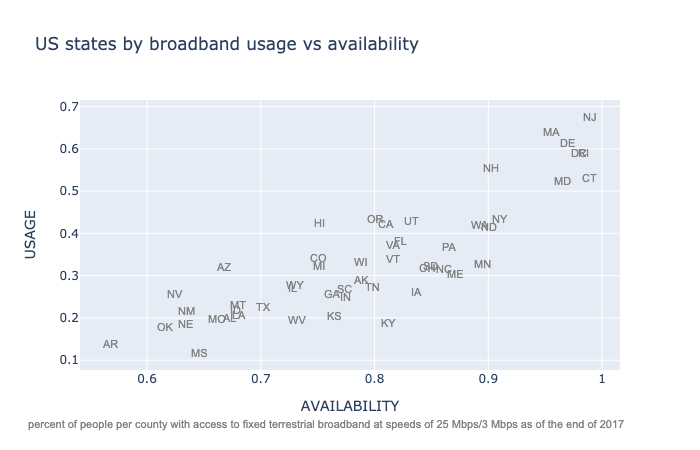 US states by broadband usage vs availability
0.7
NJ
MA
DE
0.6
DC RI
NH
CT
MD
0.5
OR
NY
HI
CA
UT
WA
ND
0.4
FL
VA
PA
CO
VT
WI
MI
AZ
SD
MN
OH
NC
ME
0.3
AK
WY
IL
TN
SC
NV
GA
IN
IA
MT
TX
NM
ID
LA
KS
0.2
MO
AL
WV
NE
OK
KY
AR
MS
0.1
USAGE
0.6 0.7 0.8 0.9 1
AVAILABILITY
percent of people per county with access to fixed terrestrial broadband at speeds of 25 Mbps/3 Mbps as of the end of 2017